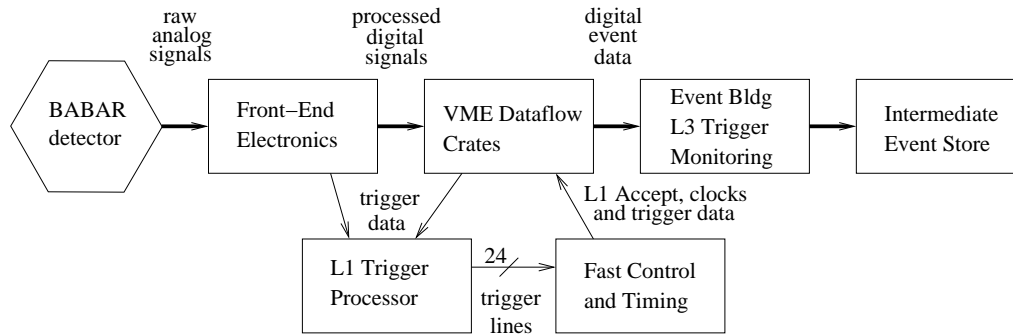 raw
analog
signals
processed
digital
signals
digital
event
data
BABAR
detector
Front−End
Electronics
VME Dataflow
Crates
Event Bldg
L3 Trigger
Monitoring
Intermediate
Event Store
trigger
data
L1 Accept, clocks
and trigger data
L1 Trigger
Processor
24
trigger
lines
Fast Control
and Timing